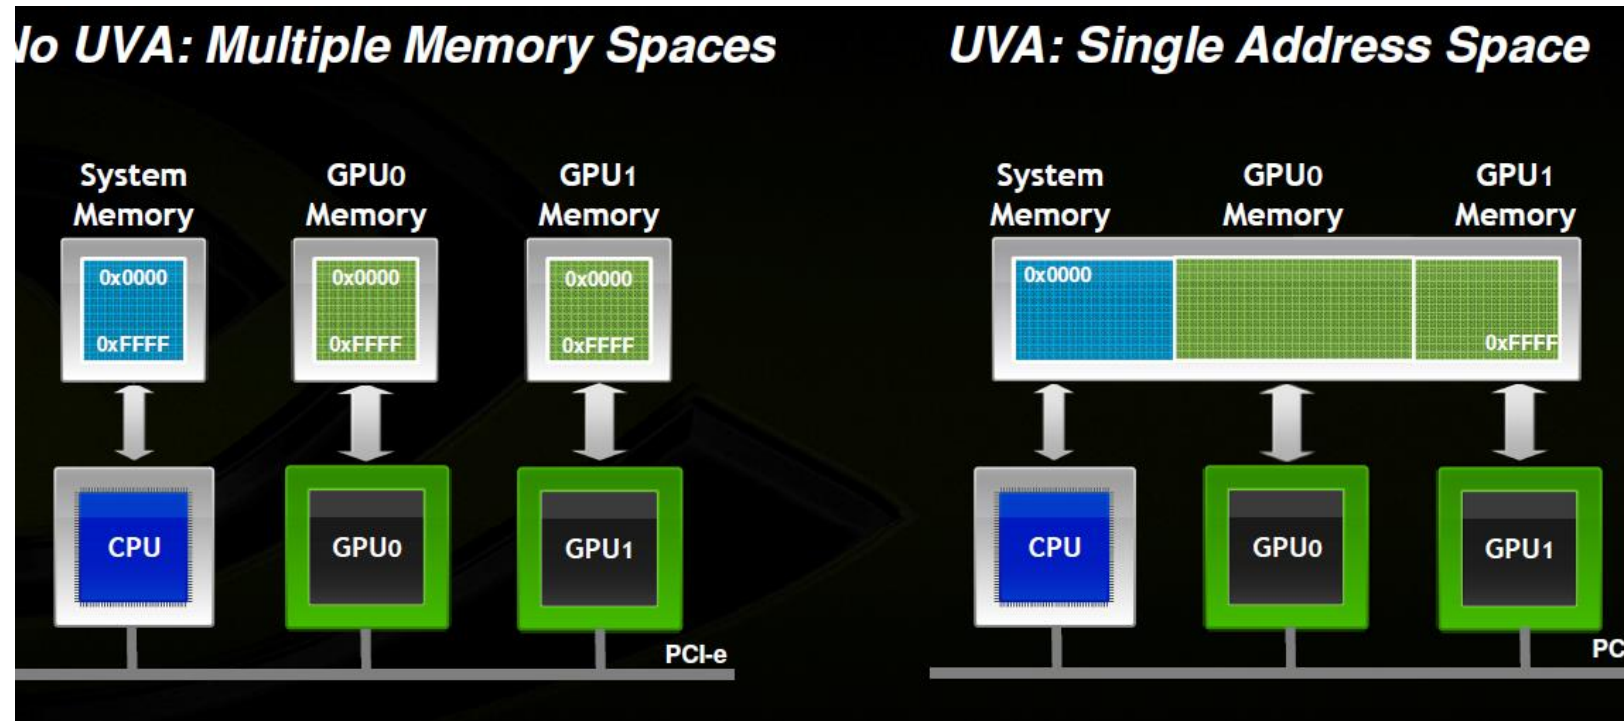 No UVA: Multiple Memory Spaces
System
Memory
GPU0
Memory
GPU1
Memory
0x0000
0x0000
0x0000
0xFFFF
0xFFFF
0xFFFF
CPU
GPU0
GPU1
PCI-e
UVA: Single Address Space
System
Memory
GPU0
Memory
GPU1
Memory
0x0000
0xFFFF
CPU
GPU0
GPU1
PC